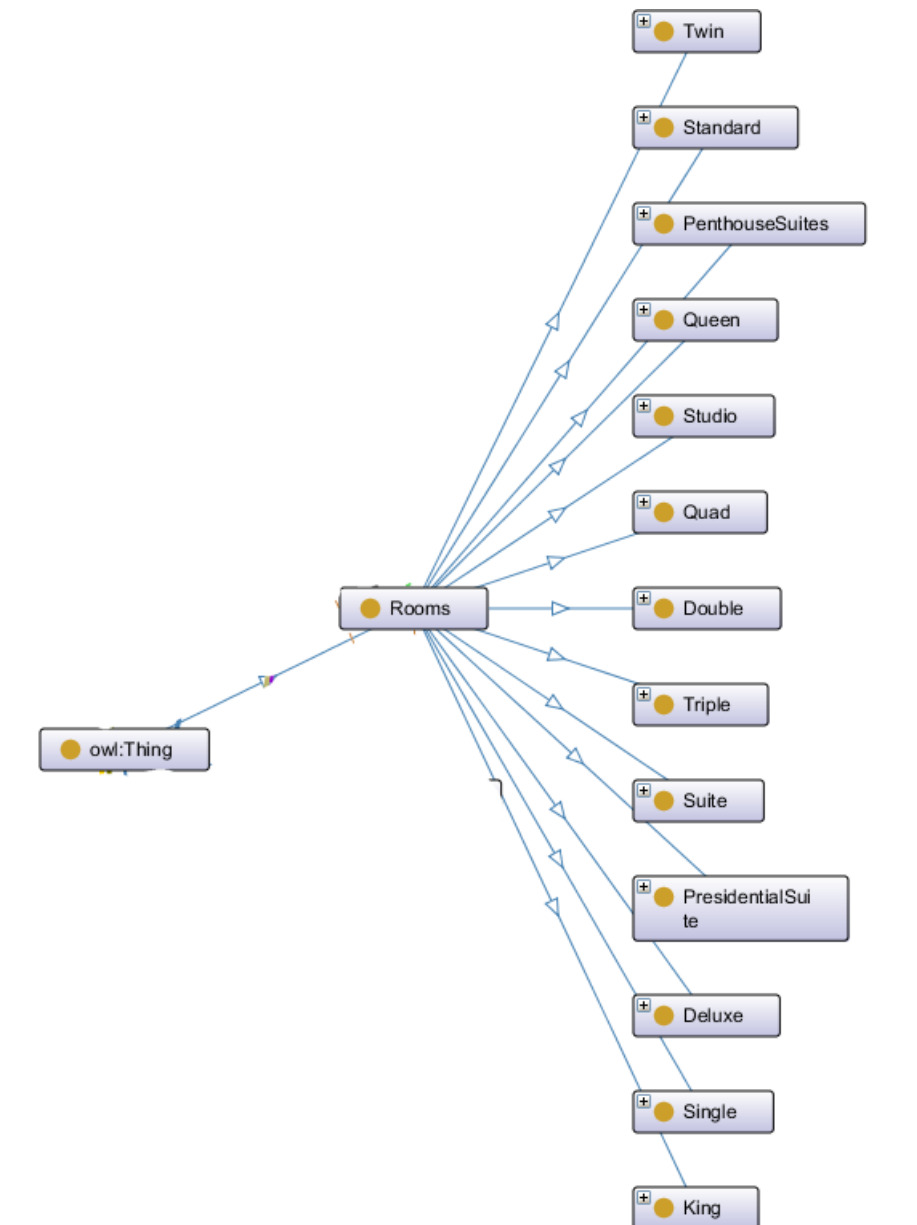 Twin
Standard
PenthouseSuites
Queen
Studio
Quad
Rooms
Double
Triple
owl:Thing
Suite
PresidentialSui
te
Deluxe
Single
King